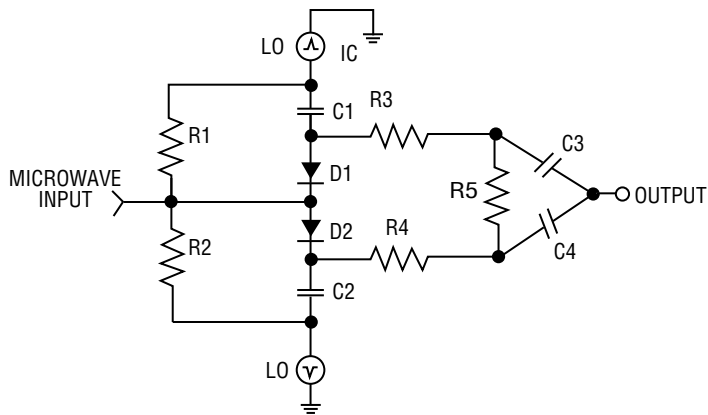 LO
IC
C1
R3
R1
C3
D1
MICROWAVE
INPUT
R5
OUTPUT
D2
R4
R2
C4
C2
LO